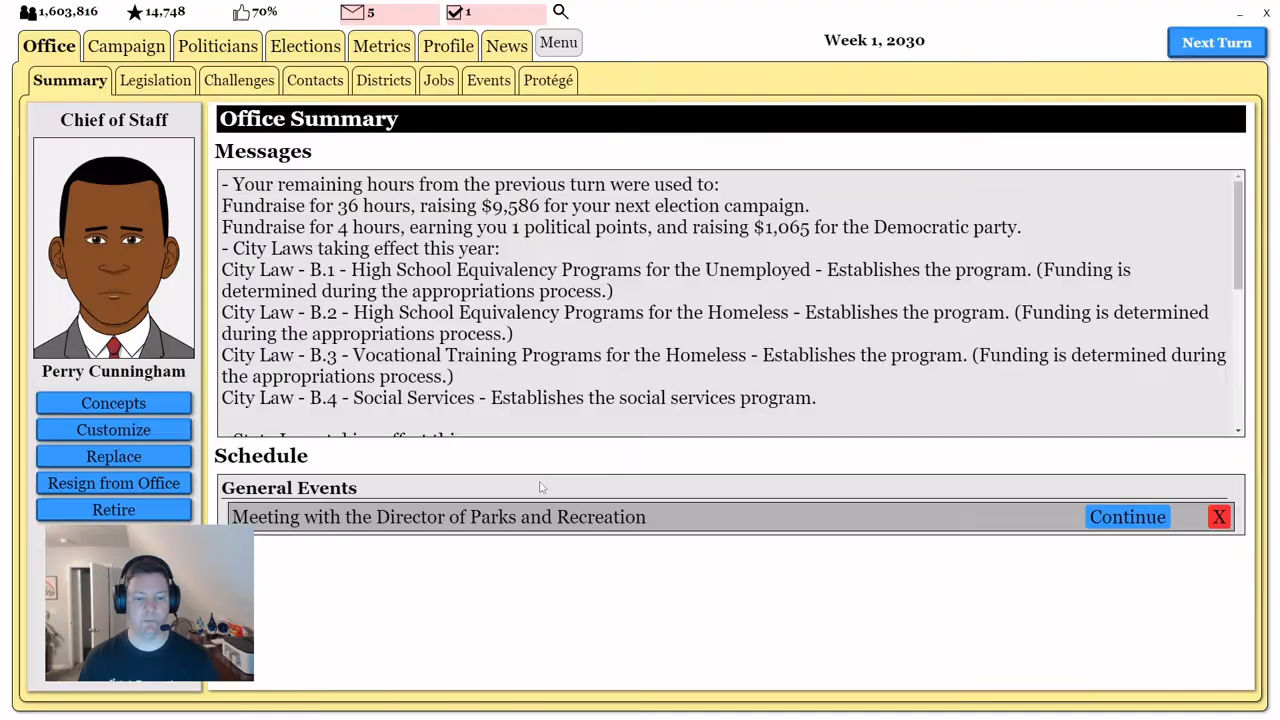 1,603,816 14,748 70% 5 1
_ X
Office Campaign Politicians Elections Metrics Profile News Menu
Week 1, 2030
Next Turn
Summary Legislation Challenges Contacts Districts Jobs Events Protégé
Chief of Staff
Perry Cunningham
Concepts
Customize
Replace
Resign from Office
Retire
Office Summary
Messages
- Your remaining hours from the previous turn were used to:
Fundraise for 36 hours, raising $9,586 for your next election campaign.
Fundraise for 4 hours, earning you 1 political points, and raising $1,065 for the Democratic party.
- City Laws taking effect this year:
City Law - B.1 - High School Equivalency Programs for the Unemployed - Establishes the program. (Funding is
determined during the appropriations process.)
City Law - B.2 - High School Equivalency Programs for the Homeless - Establishes the program. (Funding is determined
during the appropriations process.)
City Law - B.3 - Vocational Training Programs for the Homeless - Establishes the program. (Funding is determined during
the appropriations process.)
City Law - B.4 - Social Services - Establishes the social services program.
Schedule
General Events
Meeting with the Director of Parks and Recreation Continue X